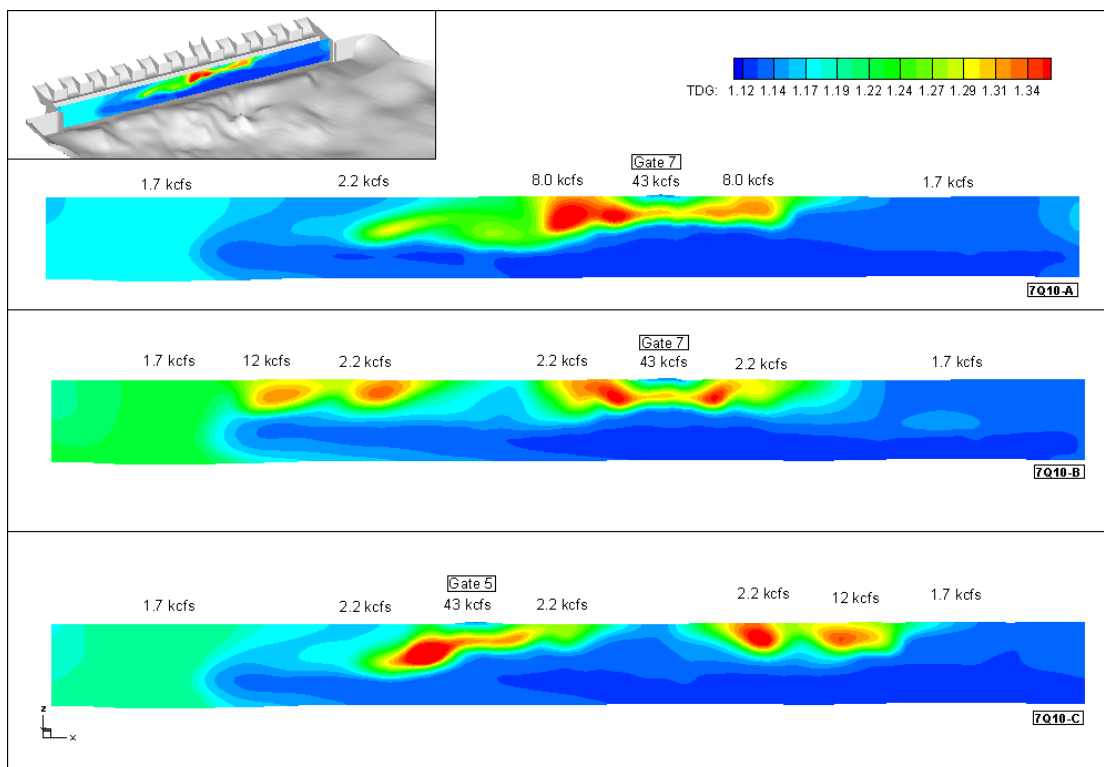 TDG: 1.12 1.14 1.17 1.19 1.22 1.24 1.27 1.29 1.31 1.34
Gate 7
1.7 kcfs 2.2 kcfs 8.0 kcfs 43 kcfs 8.0 kcfs 1.7 kcfs
7Q10-A
Gate 7
1.7 kcfs 12 kcfs 2.2 kcfs 2.2 kcfs 43 kcfs 2.2 kcfs 1.7 kcfs
7Q10-B
Gate 5
1.7 kcfs 2.2 kcfs 43 kcfs 2.2 kcfs 2.2 kcfs 12 kcfs 1.7 kcfs
z
x
7Q10-C